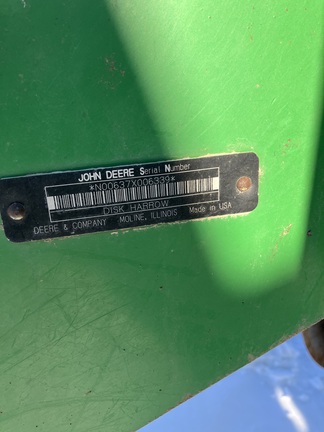 JOHN DEERE Serial Number
*N00637X006339*
DISK HARROW
DEERE & COMPANY MOLINE, ILLINOIS Made in USA